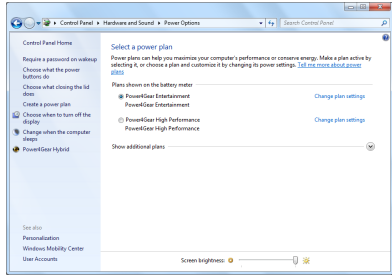 Control Panel ▸ Hardware and Sound ▸ Power Options
Search Control Panel
Control Panel Home
Require a password on wakeup
Choose what the power
buttons do
Choose what closing the lid
does
Create a power plan
Choose when to turn off the
display
Change when the computer
sleeps
Power4Gear Hybrid
See also
Personalization
Windows Mobility Center
User Accounts
Select a power plan
Power plans can help you maximize your computer's performance or conserve energy. Make a plan active by
selecting it, or choose a plan and customize it by changing its power settings. Tell me more about power
plans
Plans shown on the battery meter
Power4Gear Entertainment Change plan settings
Power4Gear Entertainment
Power4Gear High Performance Change plan settings
Power4Gear High Performance
Show additional plans
Screen brightness: